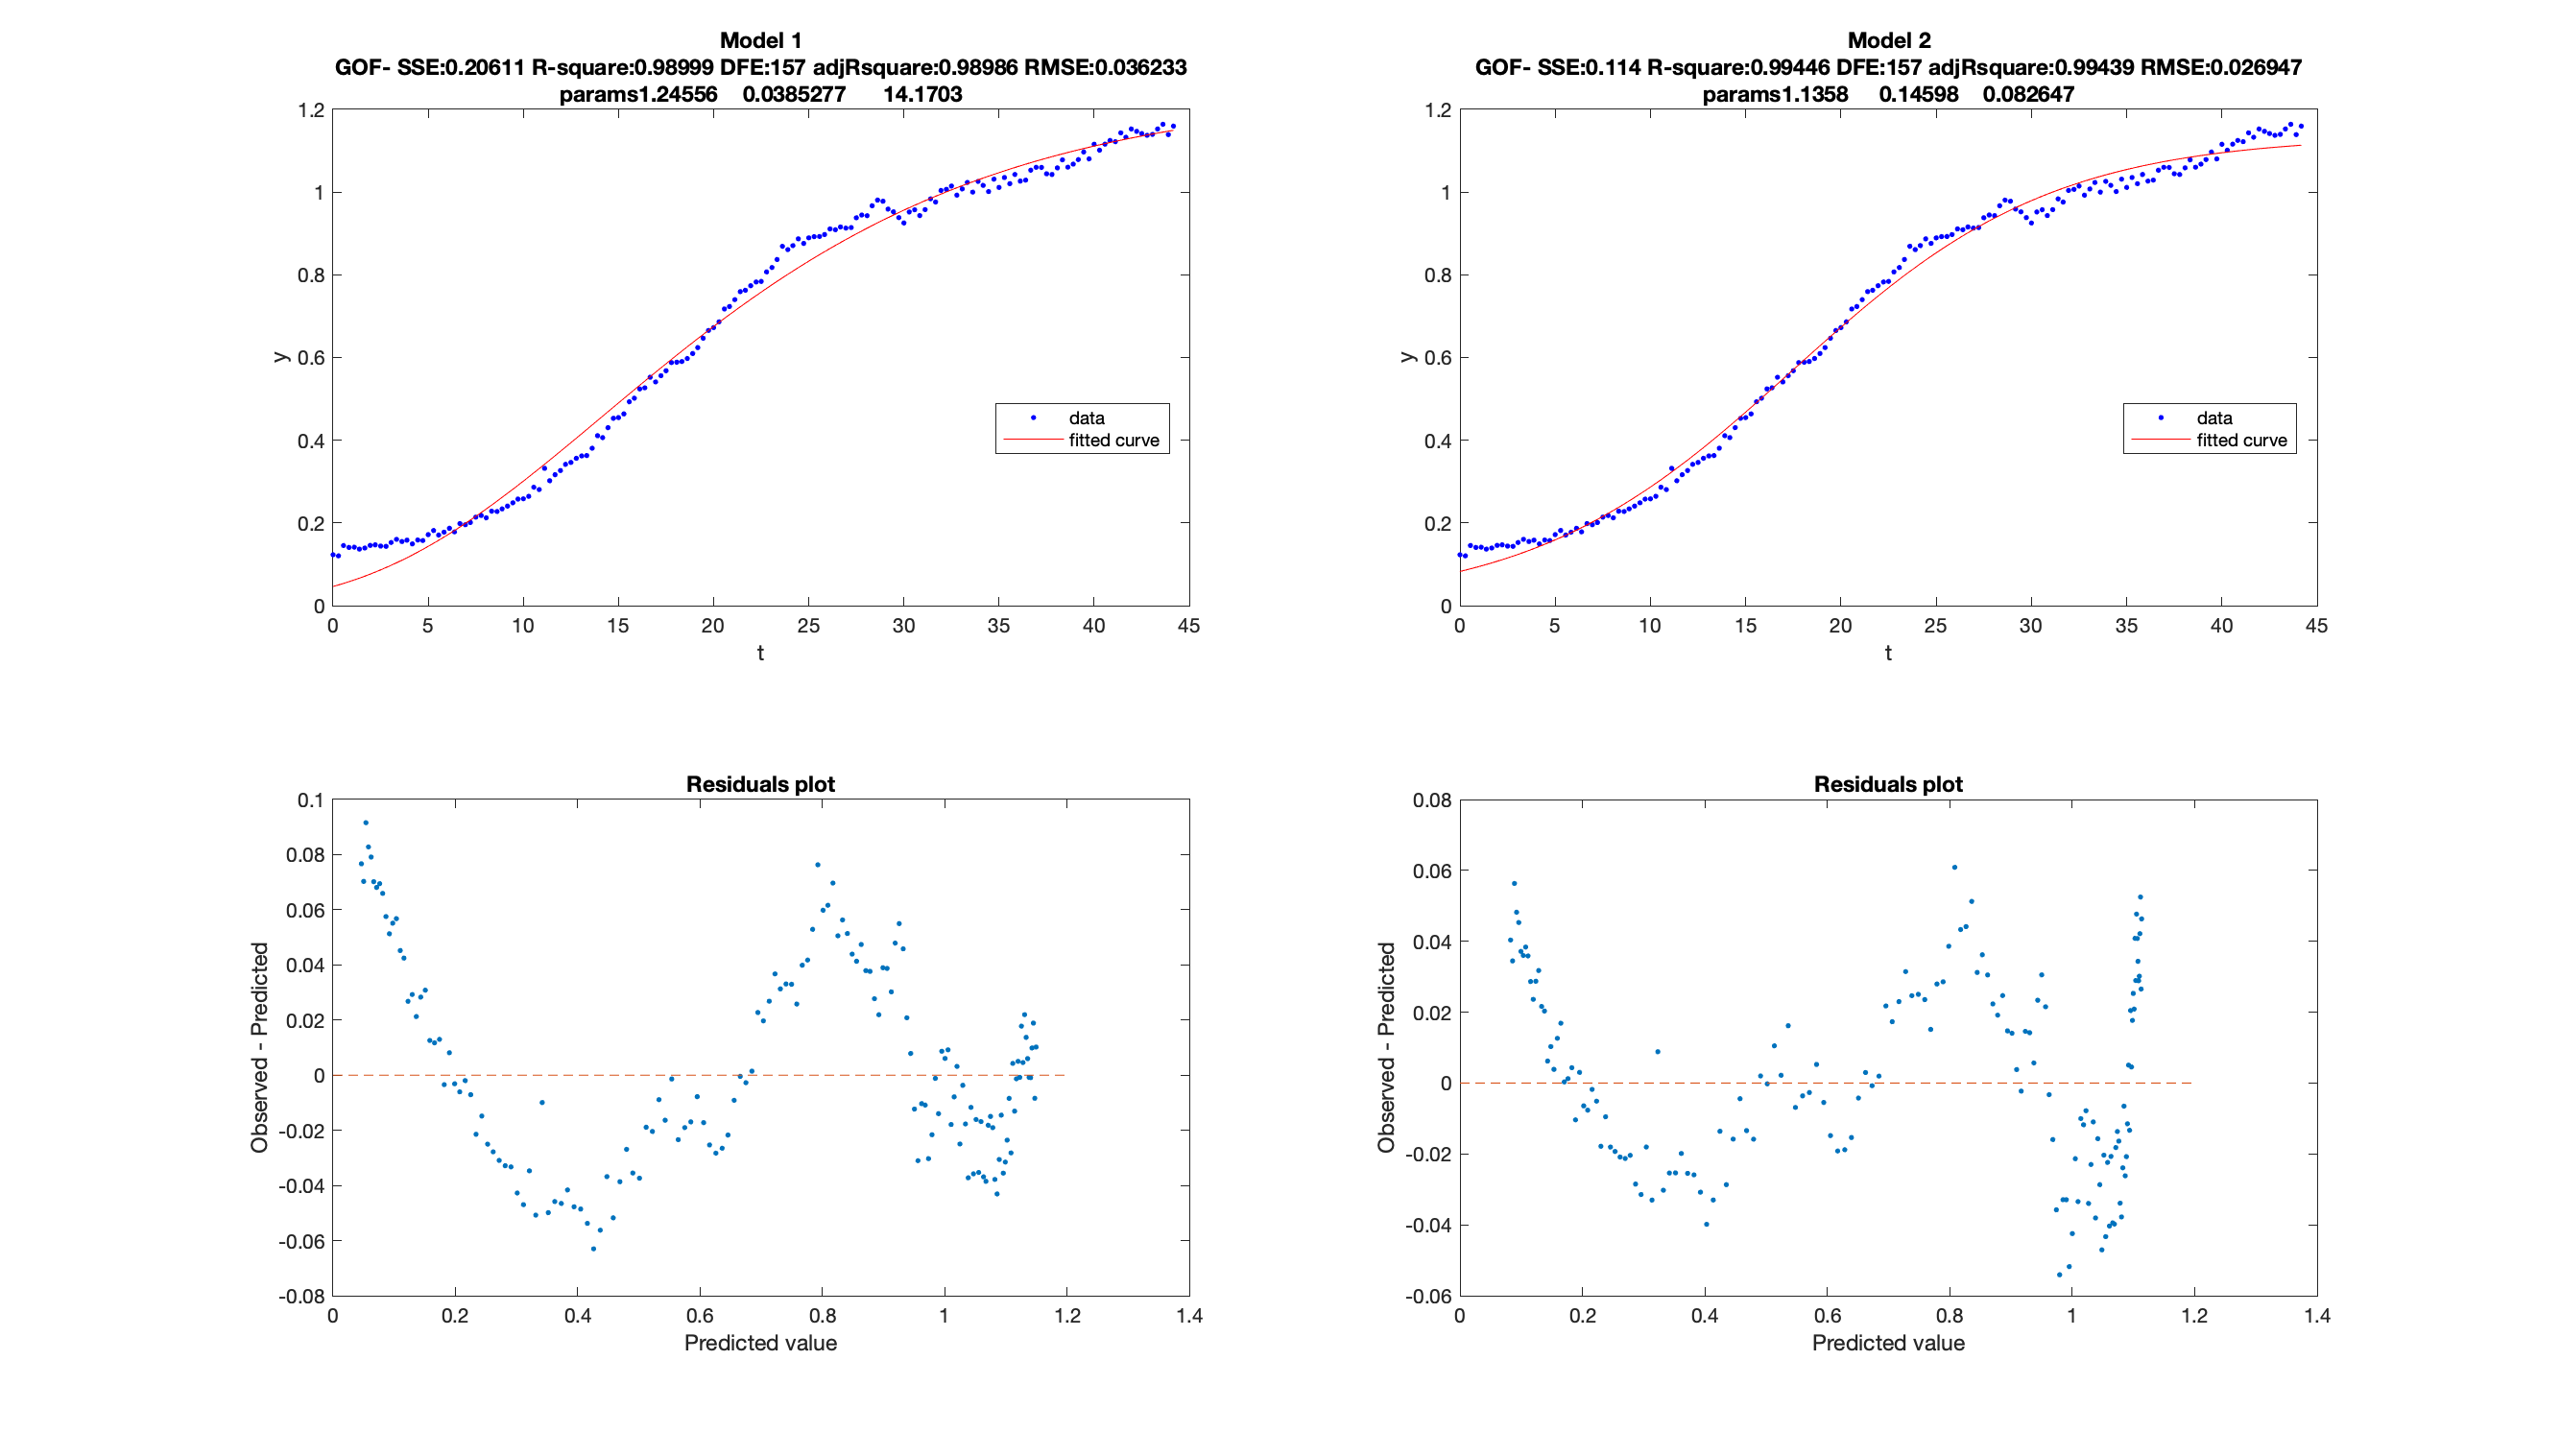 Model 1
GOF- SSE:0.20611 R-square:0.98999 DFE:157 adjRsquare:0.98986 RMSE:0.036233
params1.24556 0.0385277 14.1703
1.2
1
0.8
0.6
0.4
0.2
0
y
data
fitted curve
0 5 10 15 20 25 30 35 40 45
t
Model 2
GOF- SSE:0.114 R-square:0.99446 DFE:157 adjRsquare:0.99439 RMSE:0.026947
params1.1358 0.14598 0.082647
1.2
1
0.8
0.6
0.4
0.2
0
y
data
fitted curve
0 5 10 15 20 25 30 35 40 45
t
Residuals plot
0.1
0.08
0.06
0.04
0.02
0
-0.02
-0.04
-0.06
-0.08
Observed - Predicted
0 0.2 0.4 0.6 0.8 1 1.2 1.4
Predicted value
Residuals plot
0.08
0.06
0.04
0.02
0
-0.02
-0.04
-0.06
Observed - Predicted
0 0.2 0.4 0.6 0.8 1 1.2 1.4
Predicted value